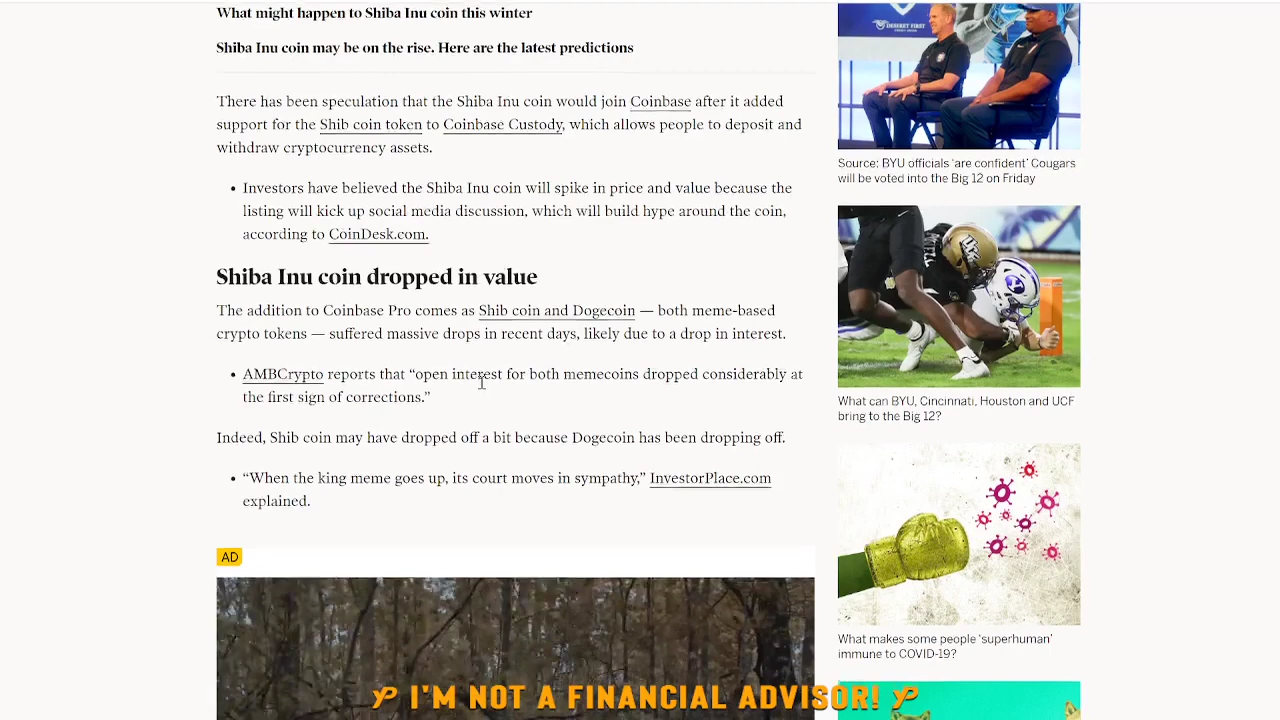 What might happen to Shiba Inu coin this winter
Shiba Inu coin may be on the rise. Here are the latest predictions
There has been speculation that the Shiba Inu coin would join Coinbase after it added
support for the Shib coin token to Coinbase Custody, which allows people to deposit and
withdraw cryptocurrency assets.
• Investors have believed the Shiba Inu coin will spike in price and value because the
listing will kick up social media discussion, which will build hype around the coin,
according to CoinDesk.com.
Shiba Inu coin dropped in value
The addition to Coinbase Pro comes as Shib coin and Dogecoin — both meme-based
crypto tokens — suffered massive drops in recent days, likely due to a drop in interest.
• AMBCrypto reports that “open interest for both memecoins dropped considerably at
the first sign of corrections.”
Indeed, Shib coin may have dropped off a bit because Dogecoin has been dropping off.
• “When the king meme goes up, its court moves in sympathy,” InvestorPlace.com
explained.
AD
DESERET FIRST
Source: BYU officials ‘are confident’ Cougars
will be voted into the Big 12 on Friday
UCF
What can BYU, Cincinnati, Houston and UCF
bring to the Big 12?
What makes some people ‘superhuman’
immune to COVID-19?
I'M NOT A FINANCIAL ADVISOR!